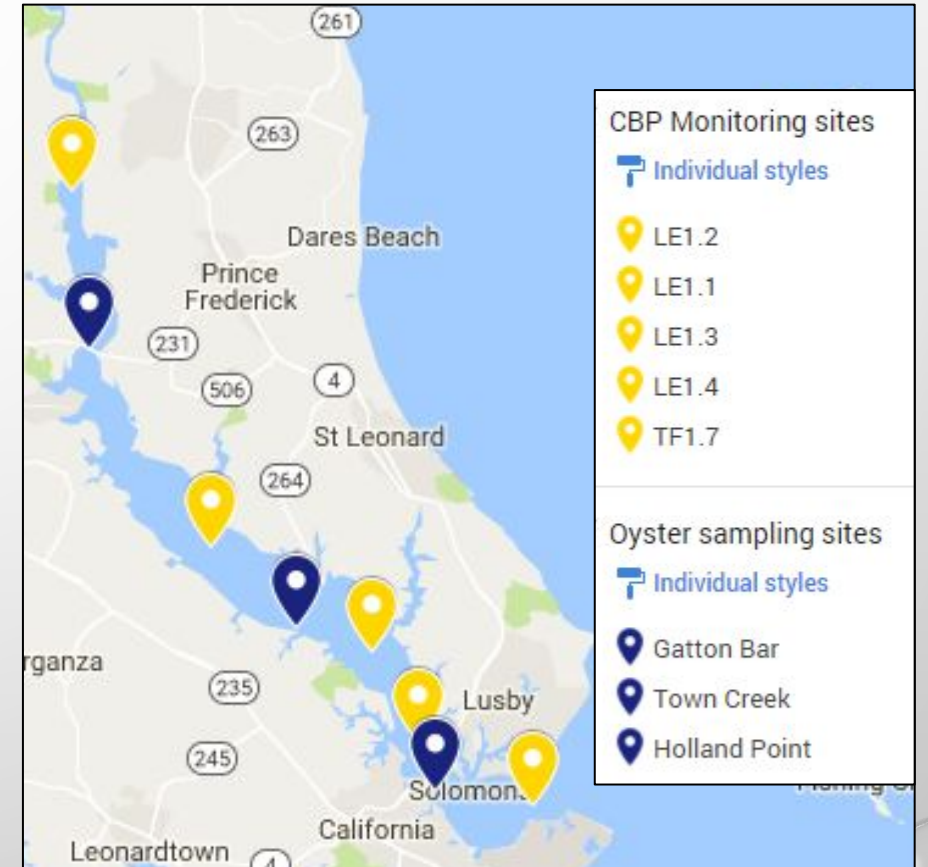 261
263
Dares Beach
Prince
Frederick
231
506
4
St Leonard
264
rganza
235
Lusby
245
Solomons
California
Leonardtown
4
CBP Monitoring sites
Individual styles
LE1.2
LE1.1
LE1.3
LE1.4
TF1.7
Oyster sampling sites
Individual styles
Gatton Bar
Town Creek
Holland Point